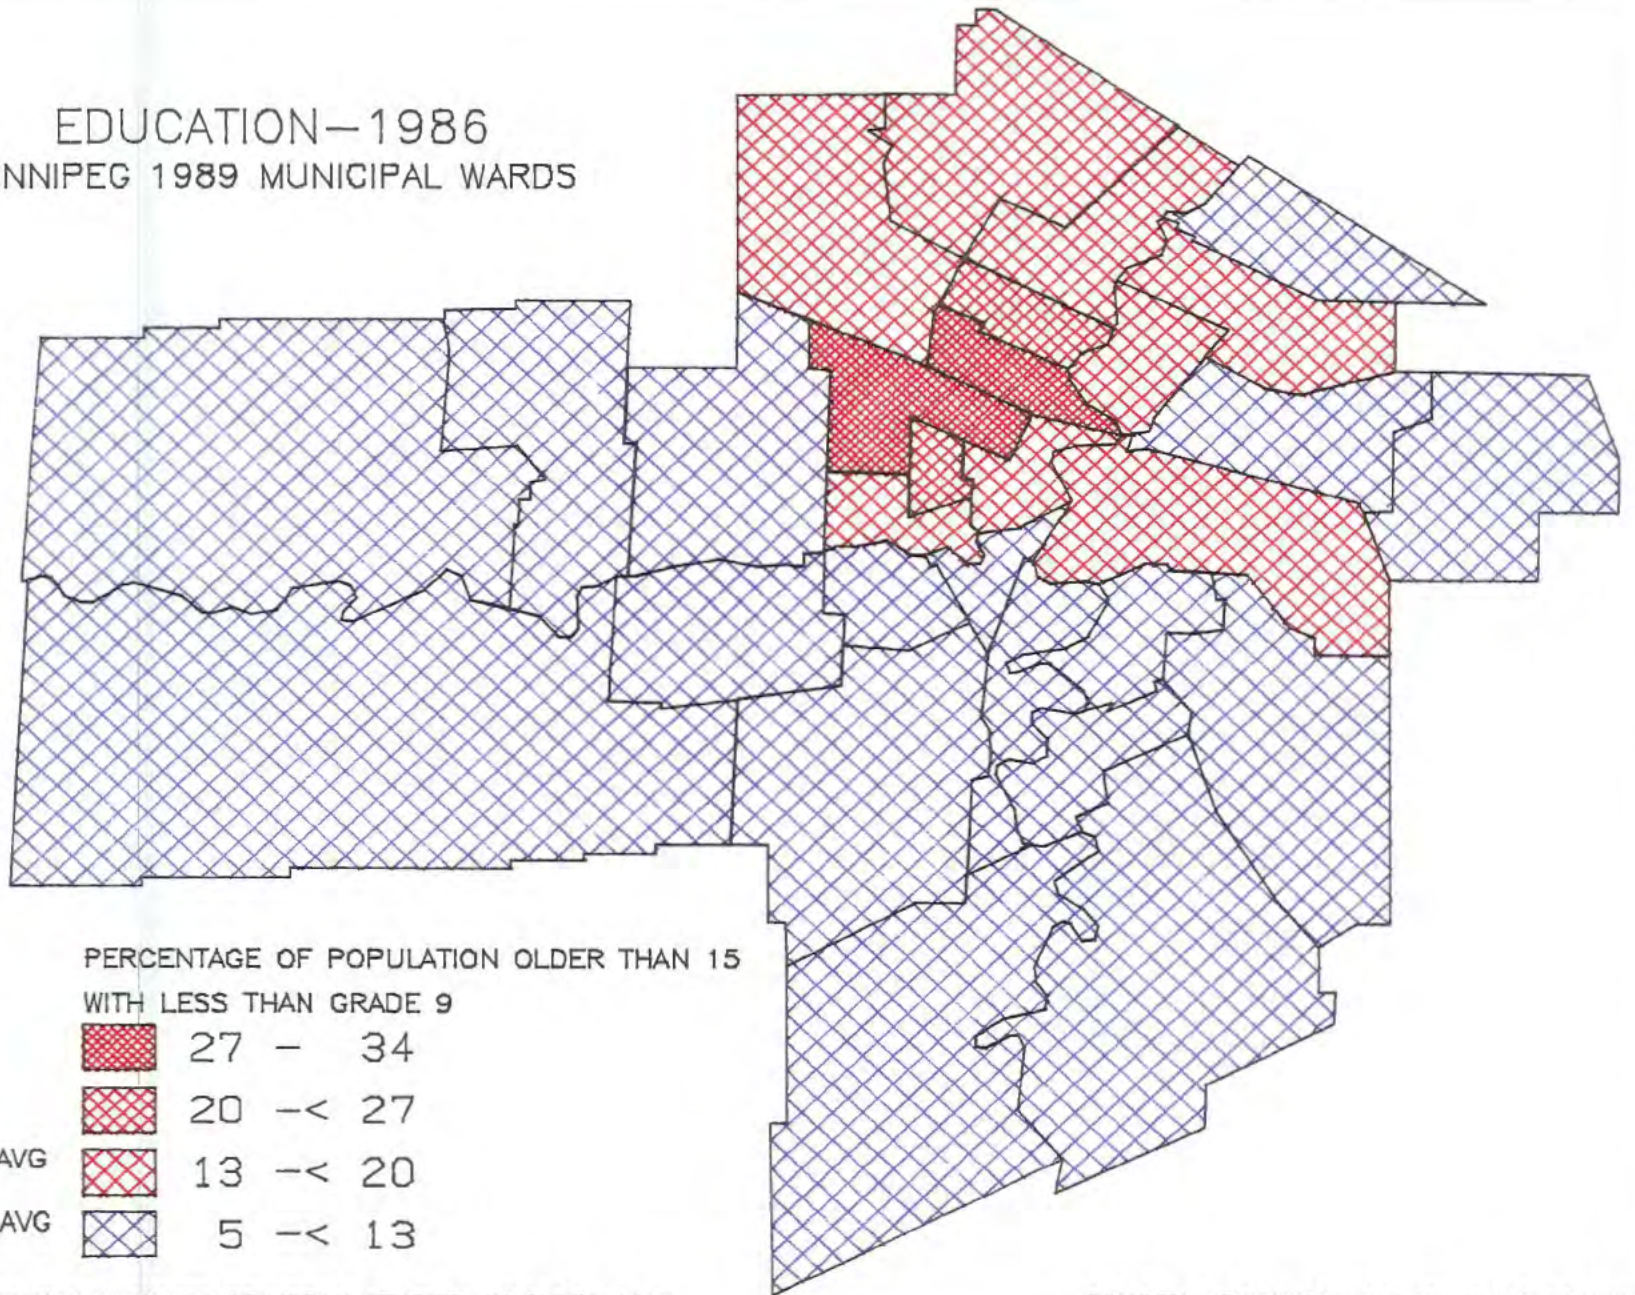 EDUCATION-1986
NNIPEG 1989 MUNICIPAL WARDS
PERCENTAGE OF POPULATION OLDER THAN 15
WITH LESS THAN GRADE 9
27 - 34
20 -< 27
AVG 13 -< 20
AVG 5 -< 13